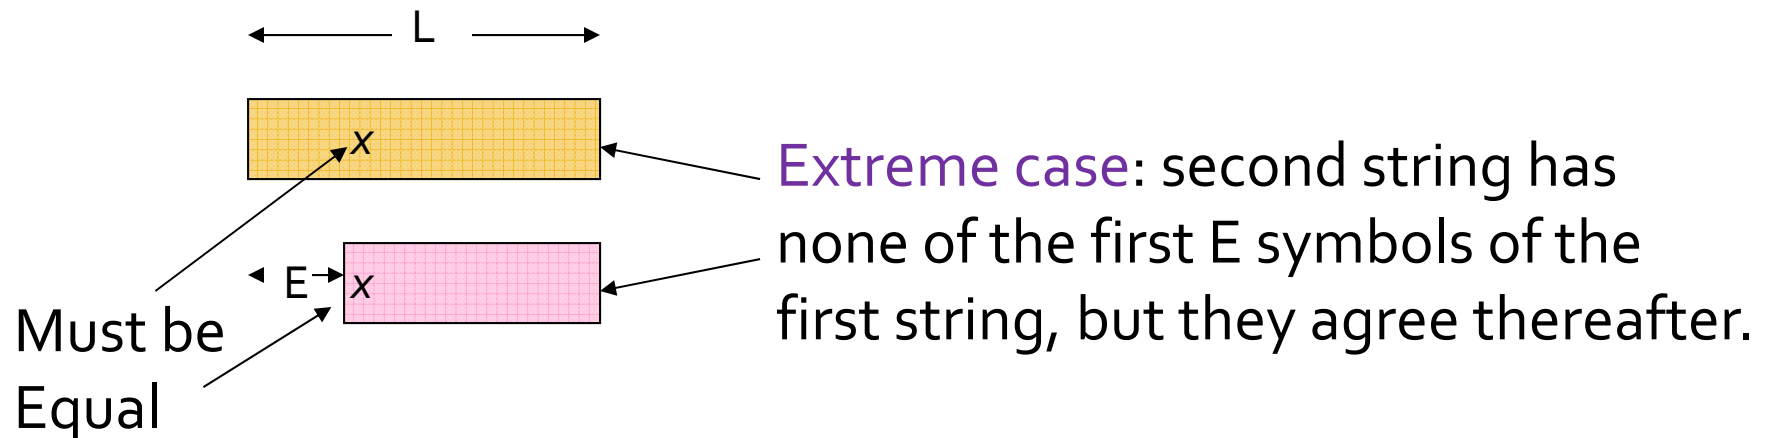 L
x
Extreme case: second string has
none of the first E symbols of the
first string, but they agree thereafter.
E
x
Must be
Equal